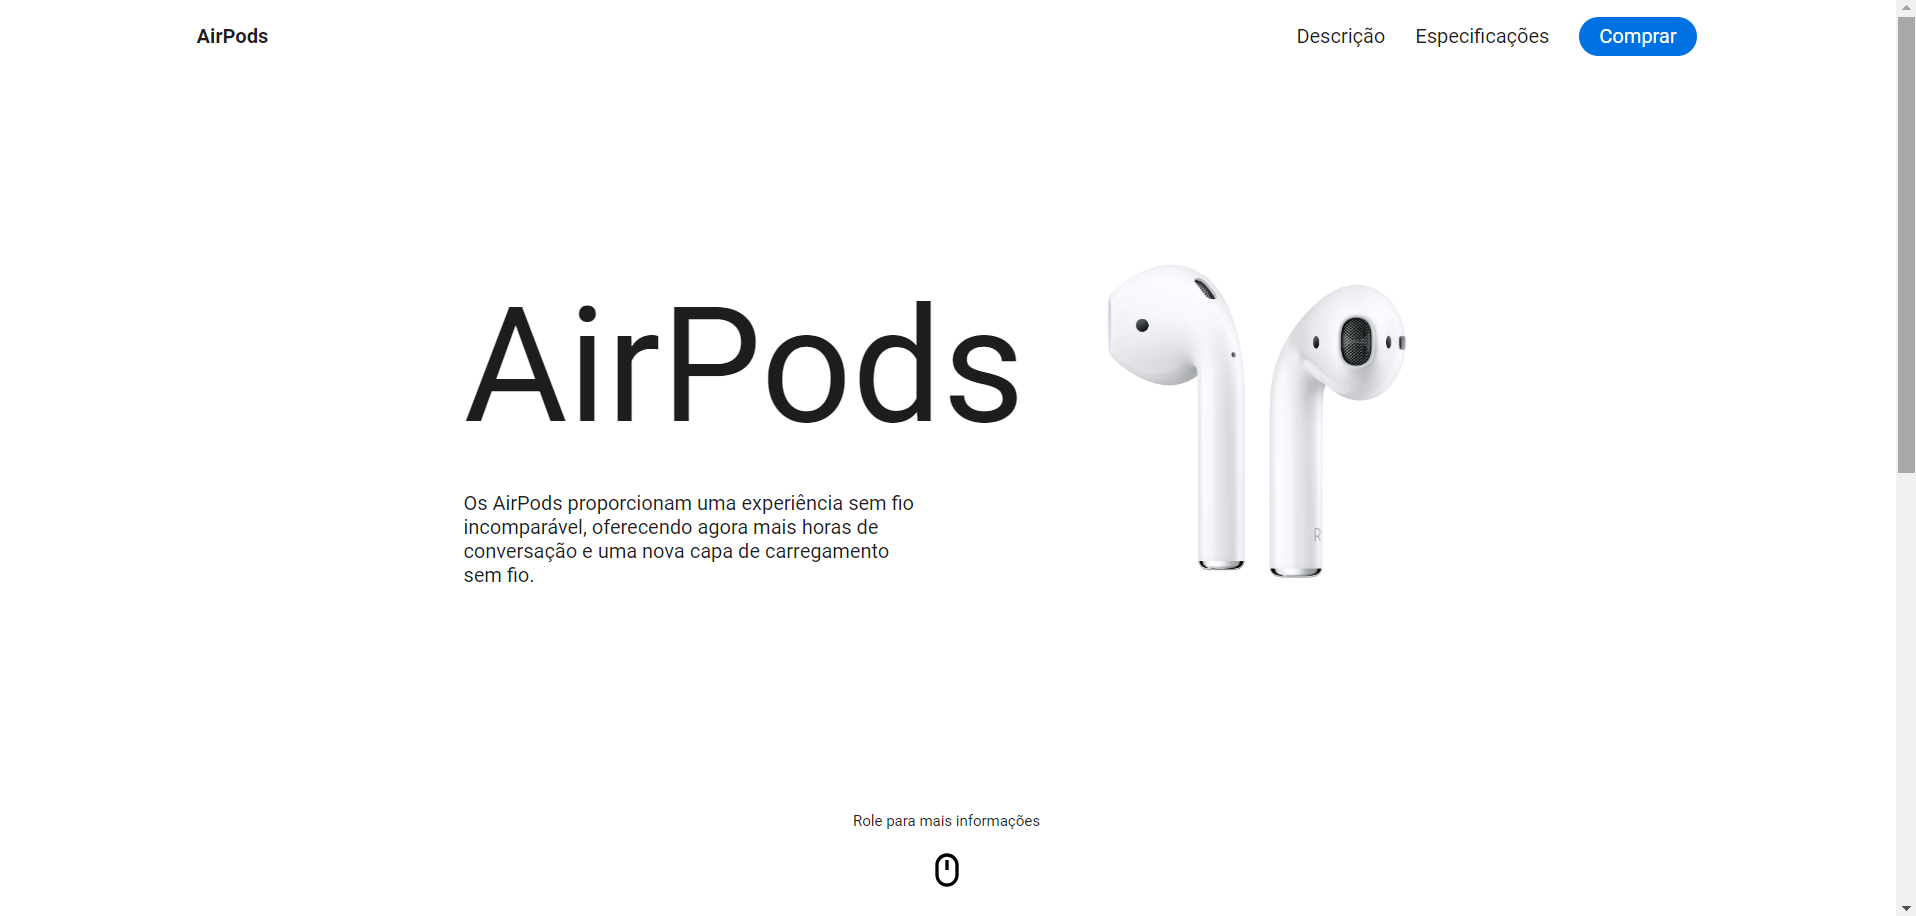 AirPods
Descrição
Especificações
Comprar
AirPods
Os AirPods proporcionam uma experiência sem fio
incomparável, oferecendo agora mais horas de
conversação e uma nova capa de carregamento
sem fio.
R
Role para mais informações